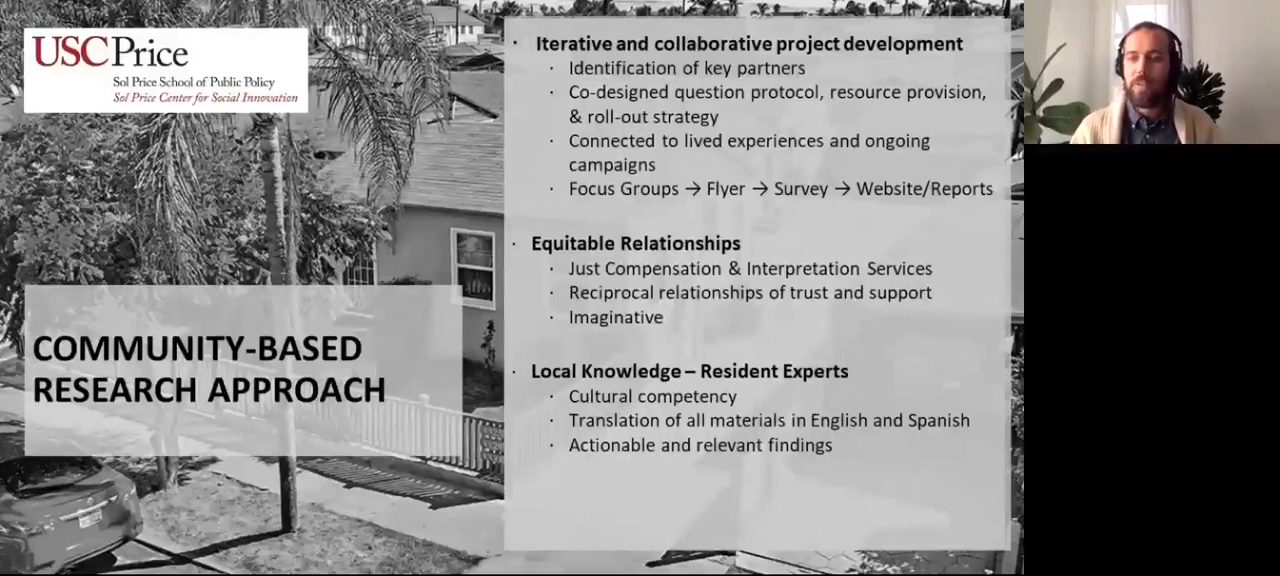 USCPrice
Sol Price School of Public Policy
Sol Price Center for Social Innovation
COMMUNITY-BASED
RESEARCH APPROACH
· Iterative and collaborative project development
· Identification of key partners
· Co-designed question protocol, resource provision,
& roll-out strategy
· Connected to lived experiences and ongoing
campaigns
· Focus Groups → Flyer → Survey → Website/Reports
· Equitable Relationships
· Just Compensation & Interpretation Services
· Reciprocal relationships of trust and support
· Imaginative
· Local Knowledge – Resident Experts
· Cultural competency
· Translation of all materials in English and Spanish
· Actionable and relevant findings